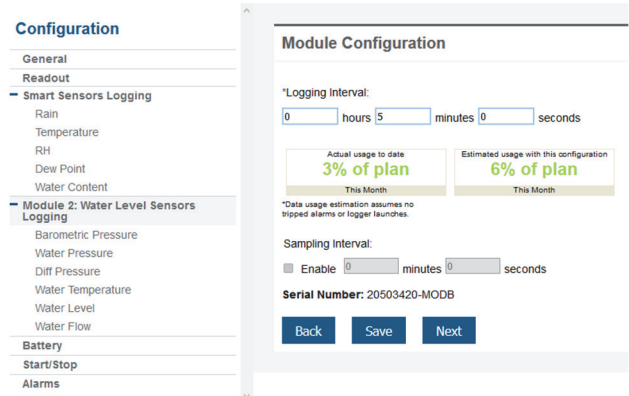 Configuration
General
Readout
Smart Sensors Logging
Rain
Temperature
RH
Dew Point
Water Content
Module 2: Water Level Sensors
Logging
Barometric Pressure
Water Pressure
Diff Pressure
Water Temperature
Water Level
Water Flow
Battery
Start/Stop
Alarms
Module Configuration
*Logging Interval:
0 hours 5 minutes 0 seconds
Actual usage to date
3% of plan
This Month
Estimated usage with this configuration
6% of plan
This Month
*Data usage estimation assumes no
tripped alarms or logger launches.
Sampling Interval:
Enable 0 minutes 0 seconds
Serial Number: 20503420-MODB
Back Save Next